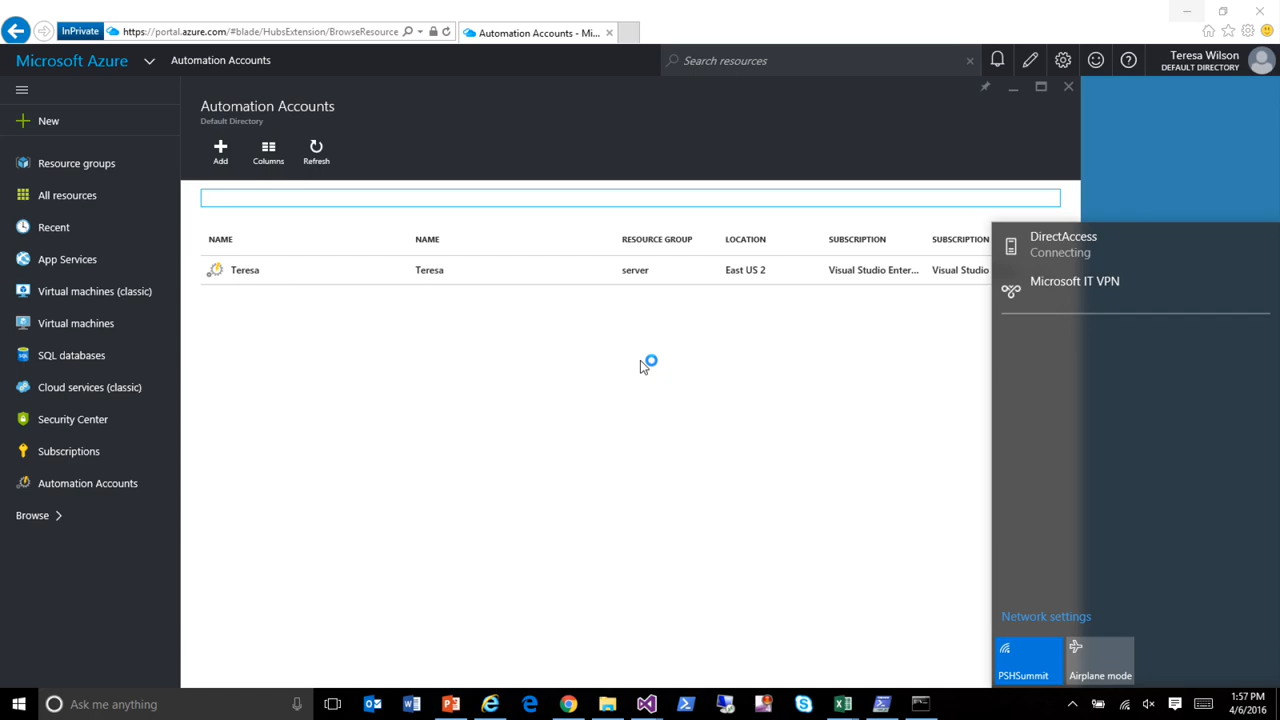 InPrivate
https://portal.azure.com/#blade/HubsExtension/BrowseResource
Automation Accounts - Mi...
Microsoft Azure
Automation Accounts
Search resources
Teresa Wilson
DEFAULT DIRECTORY
New
Resource groups
All resources
Recent
App Services
Virtual machines (classic)
Virtual machines
SQL databases
Cloud services (classic)
Security Center
Subscriptions
Automation Accounts
Browse
Automation Accounts
Default Directory
Add Columns Refresh
NAME NAME RESOURCE GROUP LOCATION SUBSCRIPTION SUBSCRIPTION
Teresa Teresa server East US 2 Visual Studio Enter... Visual Studio
DirectAccess
Connecting
Microsoft IT VPN
Network settings
PSHSummit Airplane mode
Ask me anything
1:57 PM
4/6/2016